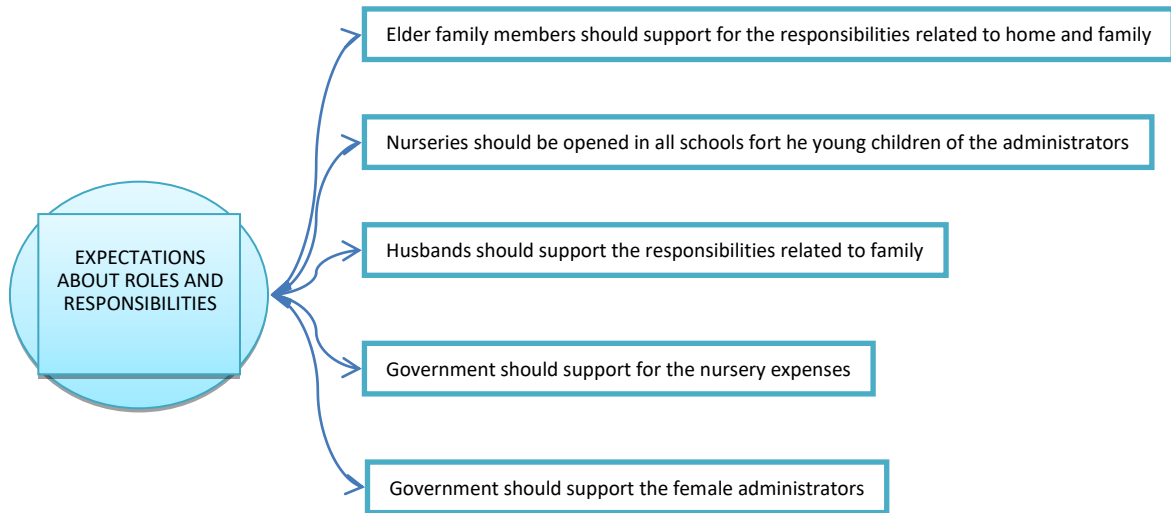 EXPECTATIONS
ABOUT ROLES AND
RESPONSIBILITIES
Elder family members should support for the responsibilities related to home and family
Nurseries should be opened in all schools fort he young children of the administrators
Husbands should support the responsibilities related to family
Government should support for the nursery expenses
Government should support the female administrators